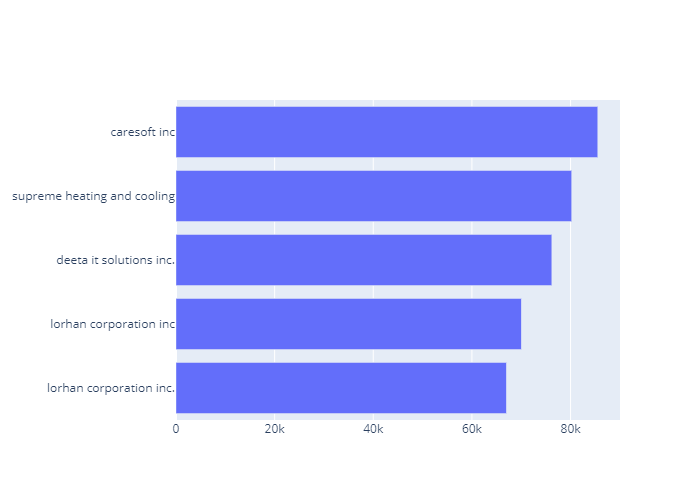 caresoft inc
supreme heating and cooling
deeta it solutions inc.
lorhan corporation inc
lorhan corporation inc.
0 20k 40k 60k 80k